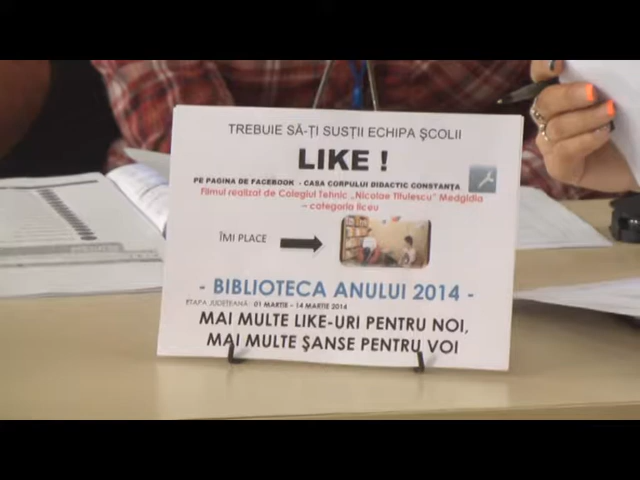 TREBUIE SĂ-ȚI SUSȚII ECHIPA ŞCOLII
LIKE !
PE PAGINA DE FACEBOOK - CASA CORPULUI DIDACTIC CONSTANȚA
Filmul realizat de Colegiul Tehnic „Nicolae Titulescu" Medgidia
– categoria liceu
ÎMI PLACE
- BIBLIOTECA ANULUI 2014 -
ETAPA JUDEȚEANĂ: 01 MARTIE – 14 MARTIE 2014
MAI MULTE LIKE-URI PENTRU NOI,
MAI MULTE ŞANSE PENTRU VOI